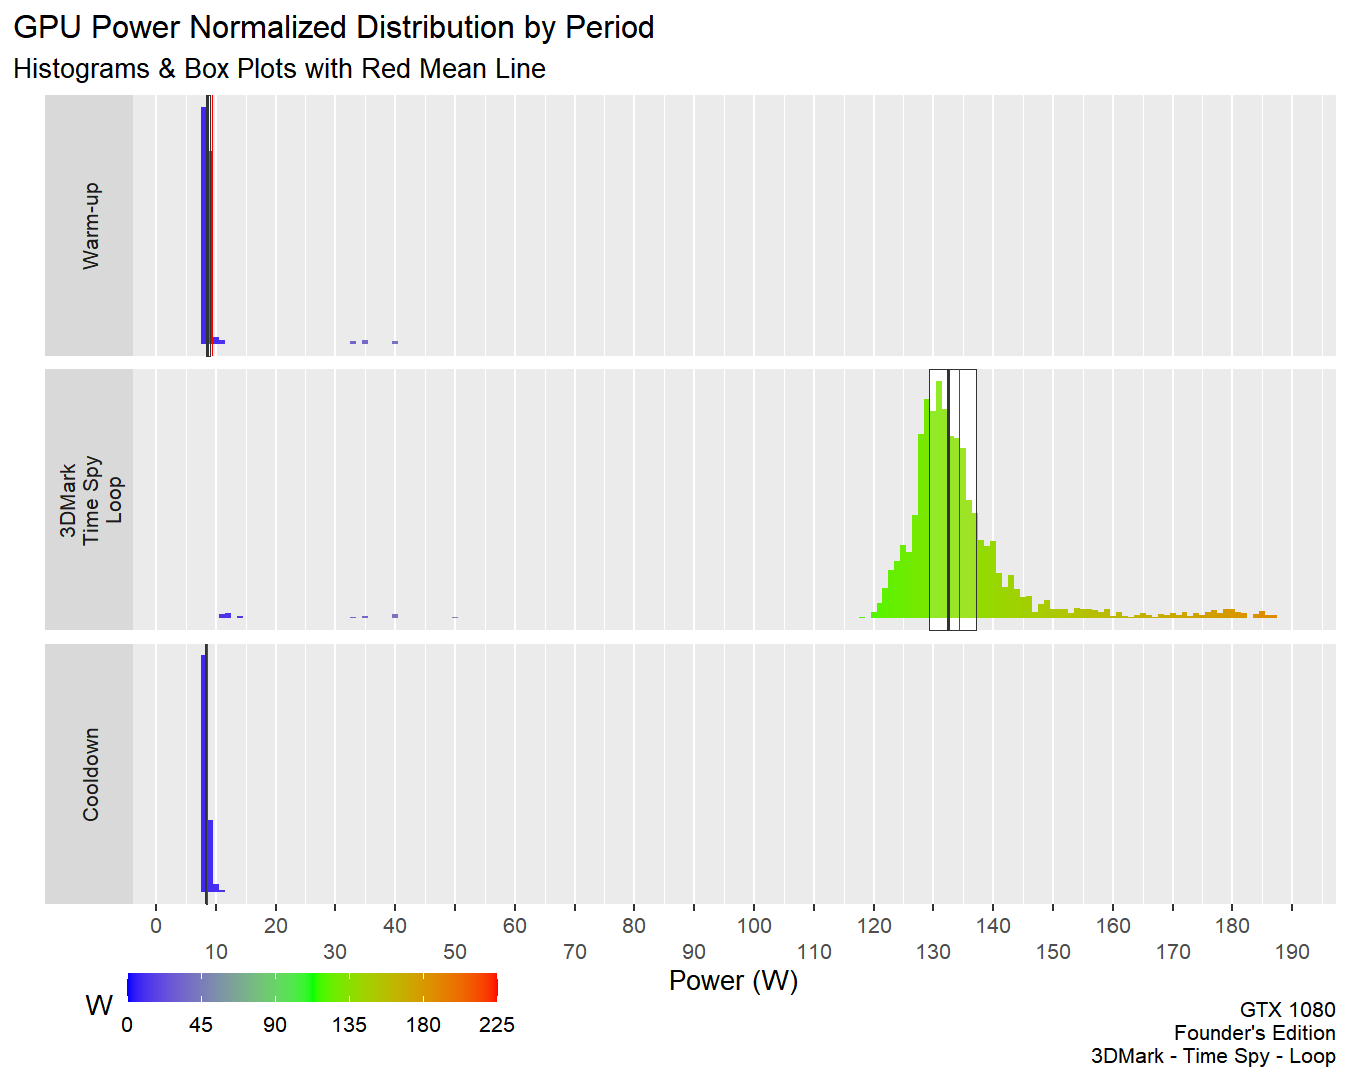 GPU Power Normalized Distribution by Period
Histograms & Box Plots with Red Mean Line
Warm-up
3DMark
Time Spy
Loop
Cooldown
0 20 40 60 80 100 120 140 160 180
10 30 50 70 90 110 130 150 170 190
Power (W)
W
0 45 90 135 180 225
GTX 1080
Founder's Edition
3DMark - Time Spy - Loop